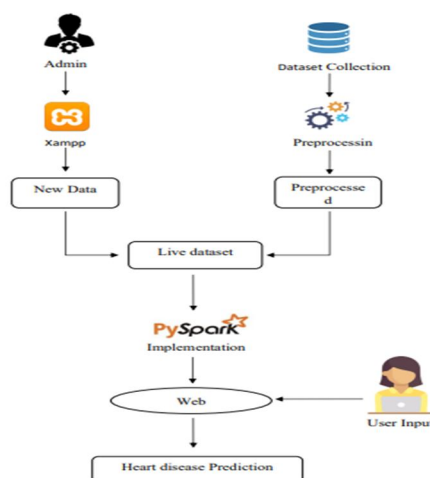 Admin
Dataset Collection
Xampp
Preprocessin
New Data
Preprocesse
d
Live dataset
PySpark
Implementation
Web
User Inpu
Heart disease Prediction